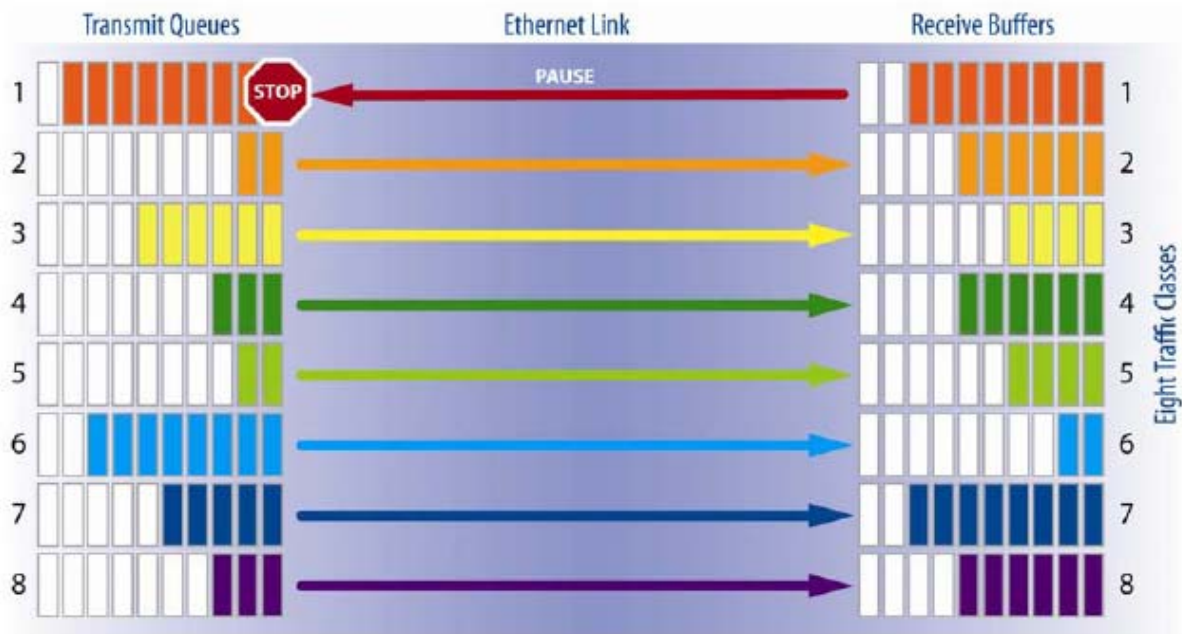 Transmit Queues Ethernet Link Receive Buffers
1 STOP PAUSE 1
2 2
3 3
4 4
5 5
6 6
7 7
8 8
Eight Traffic Classes